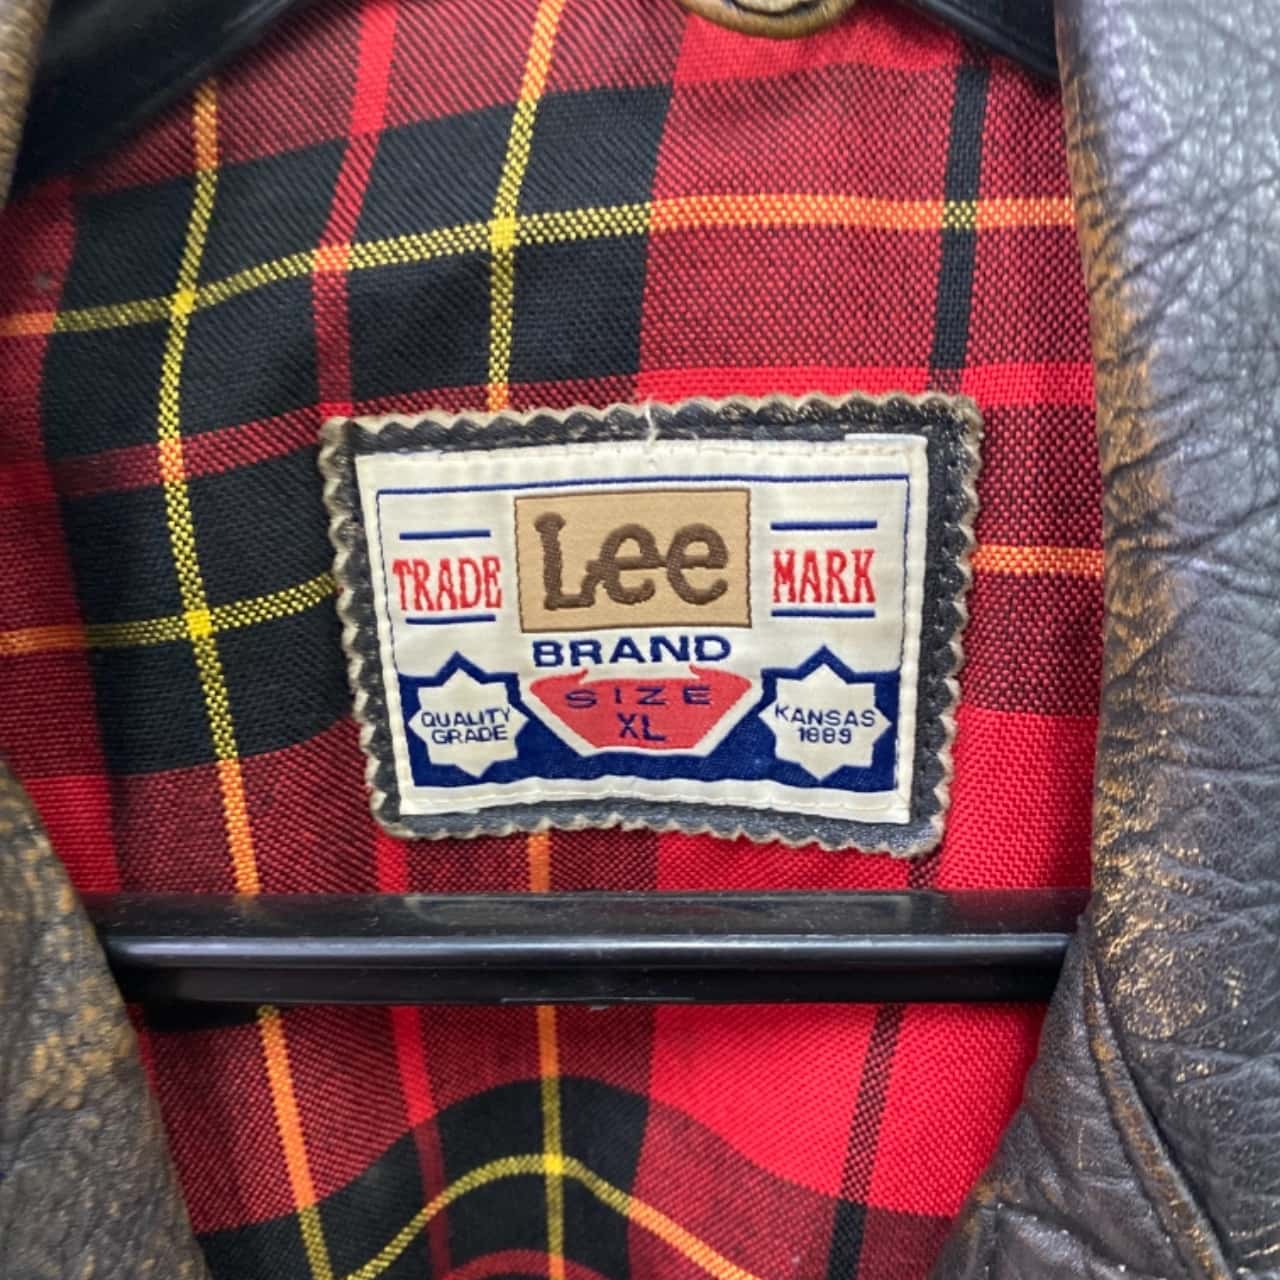 TRADE Lee MARK
BRAND
SIZE
XL
QUALITY
GRADE
KANSAS
1889